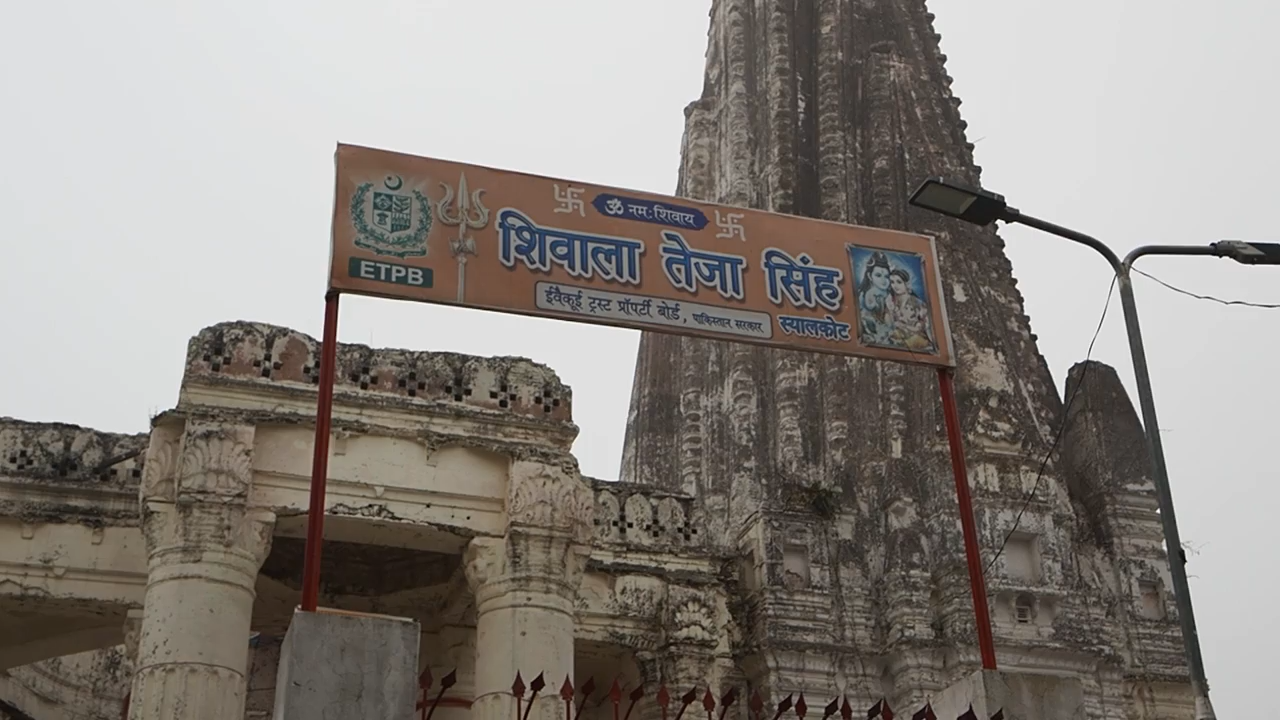 ॐ नमः शिवाय
शिवाला तेजा सिंह
ईवैकूई ट्रस्ट प्रॉपर्टी बोर्ड, पाकिस्तान सरकार
स्यालकोट
ETPB